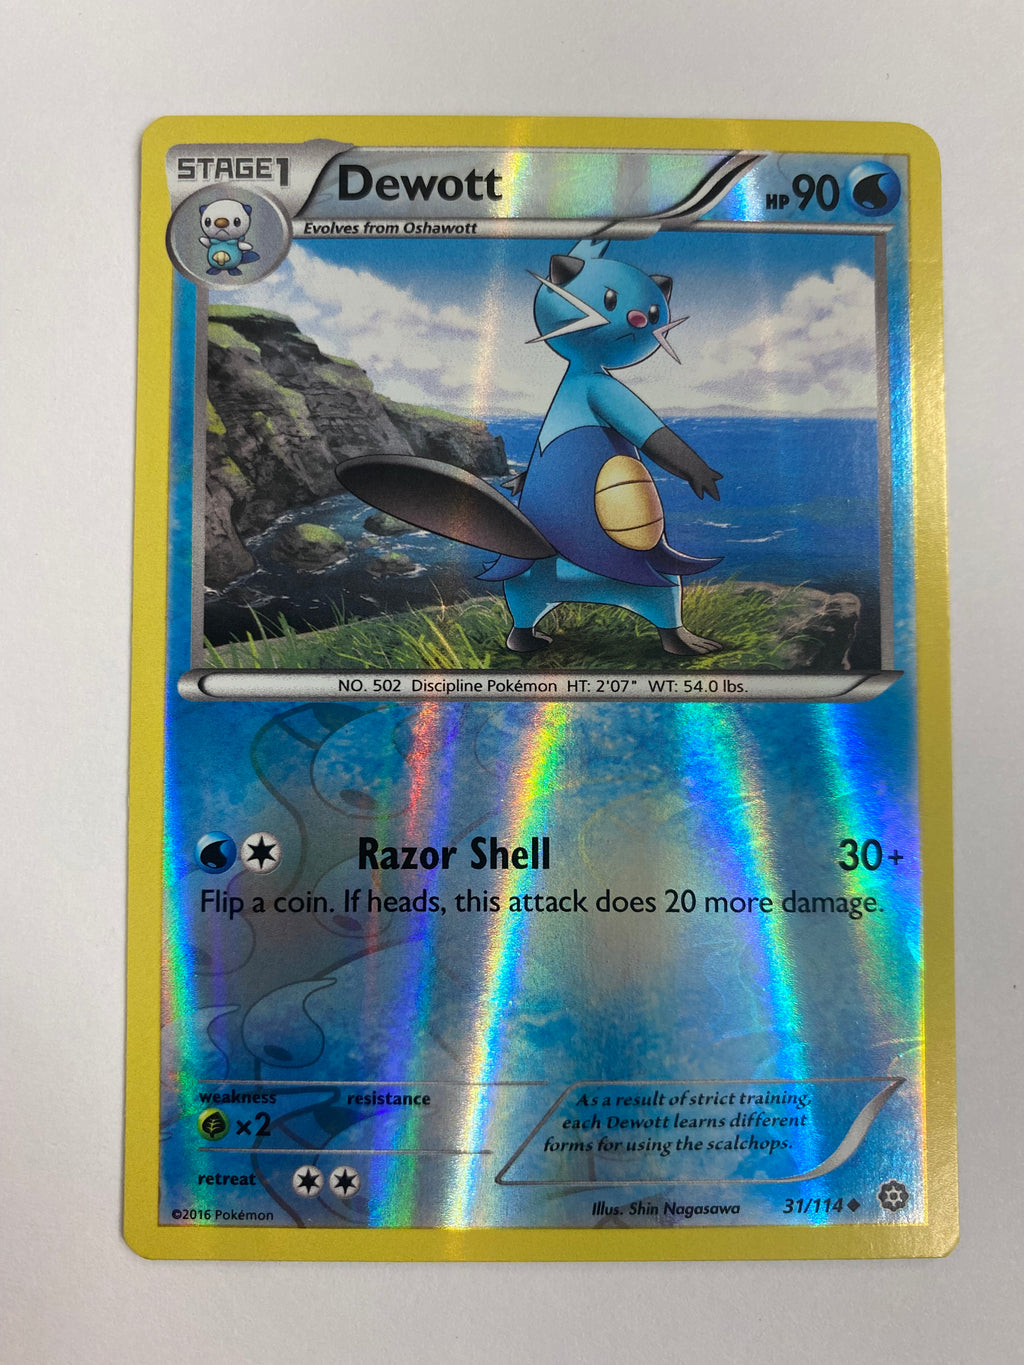 STAGE1 Dewott HP90
Evolves from Oshawott
NO. 502 Discipline Pokémon HT: 2'07" WT: 54.0 lbs.
Razor Shell 30+
Flip a coin. If heads, this attack does 20 more damage.
weakness resistance
×2
As a result of strict training,
each Dewott learns different
forms for using the scalchops.
retreat
Illus. Shin Nagasawa 31/114
©2016 Pokémon